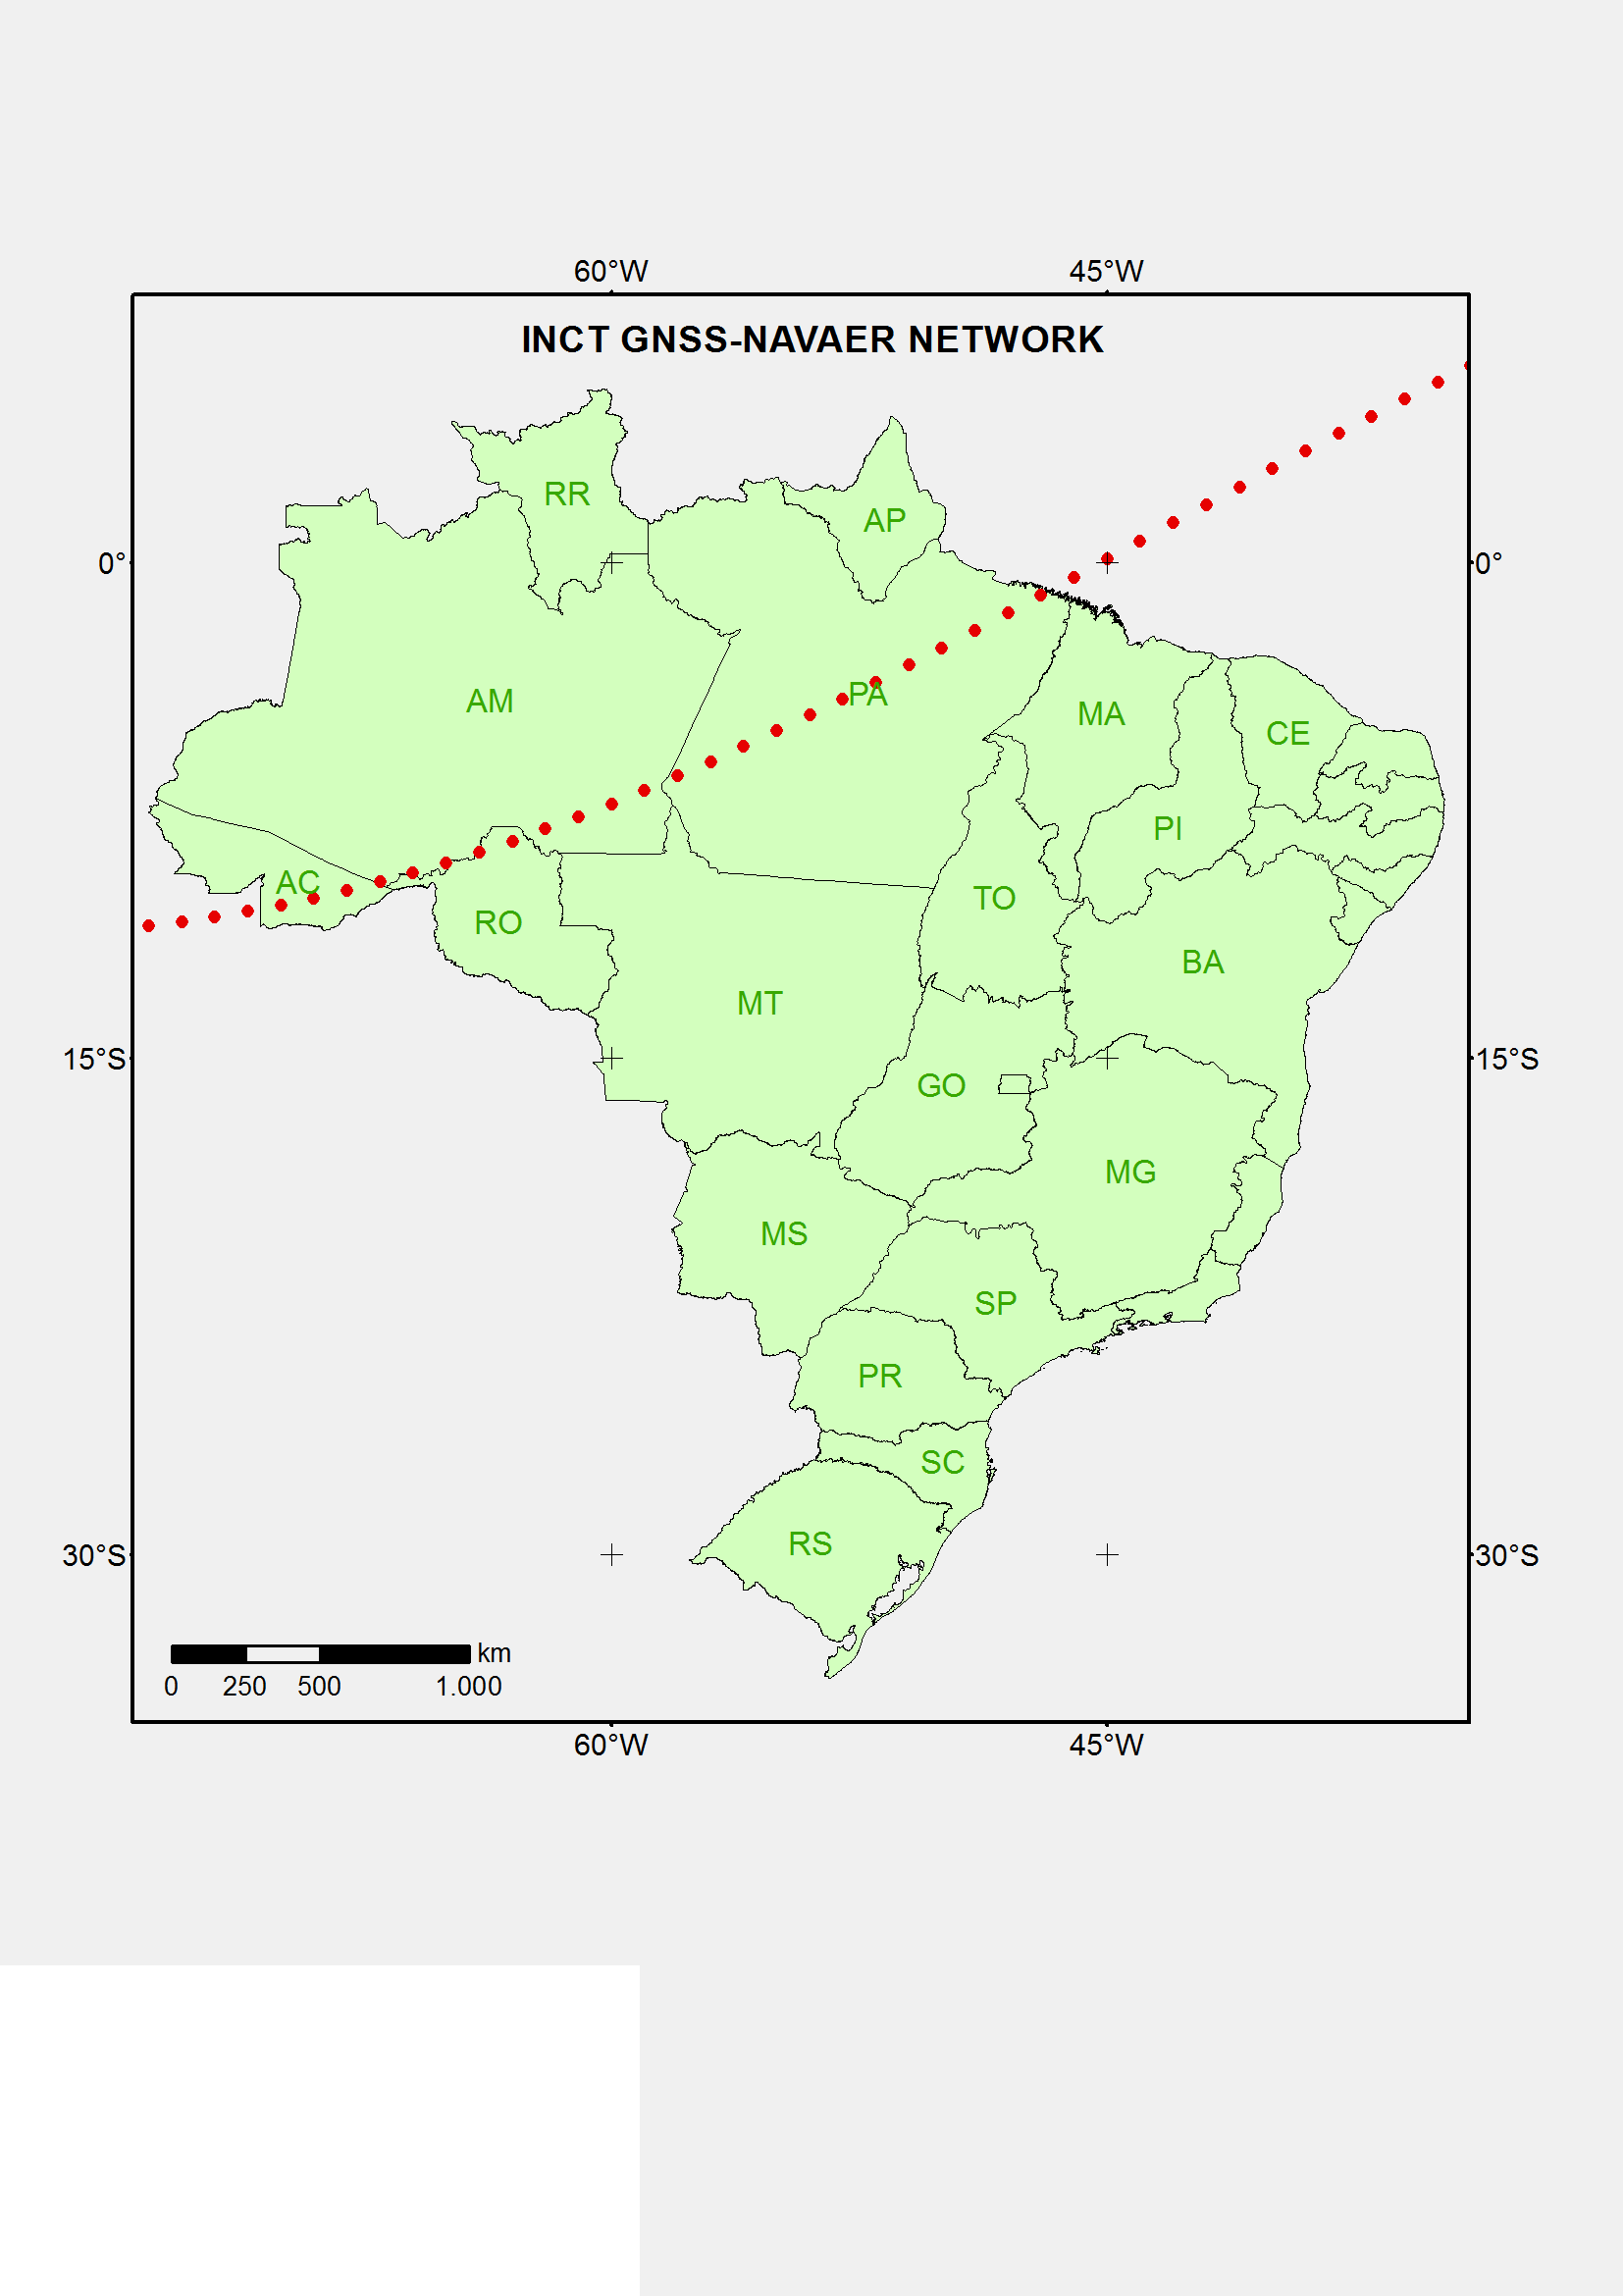 60°W 45°W
INCT GNSS-NAVAER NETWORK
RR
AP
0° 0°
AM
PA
MA
CE
PI
AC
TO
RO
BA
MT
15°S 15°S
GO
MG
MS
SP
PR
SC
RS
30°S 30°S
km
0 250 500 1.000
60°W 45°W